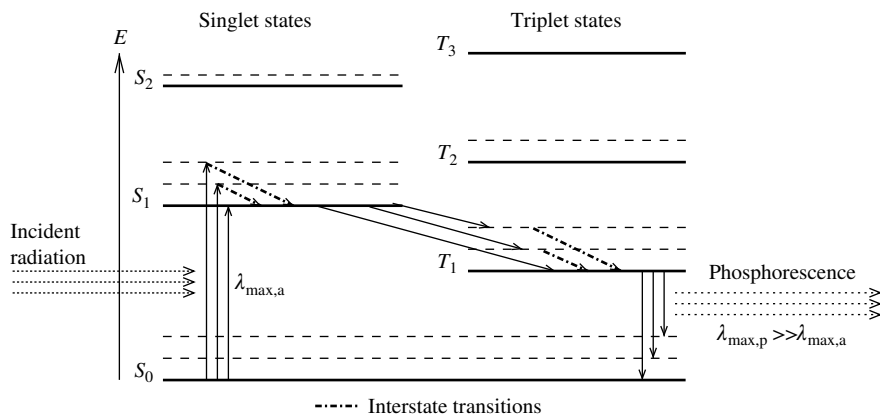 Singlet states
Triplet states
E
T3
S2
T2
S1
Incident
radiation
T1
Phosphorescence
λmax,a
λmax,p >>λmax,a
S0
Interstate transitions